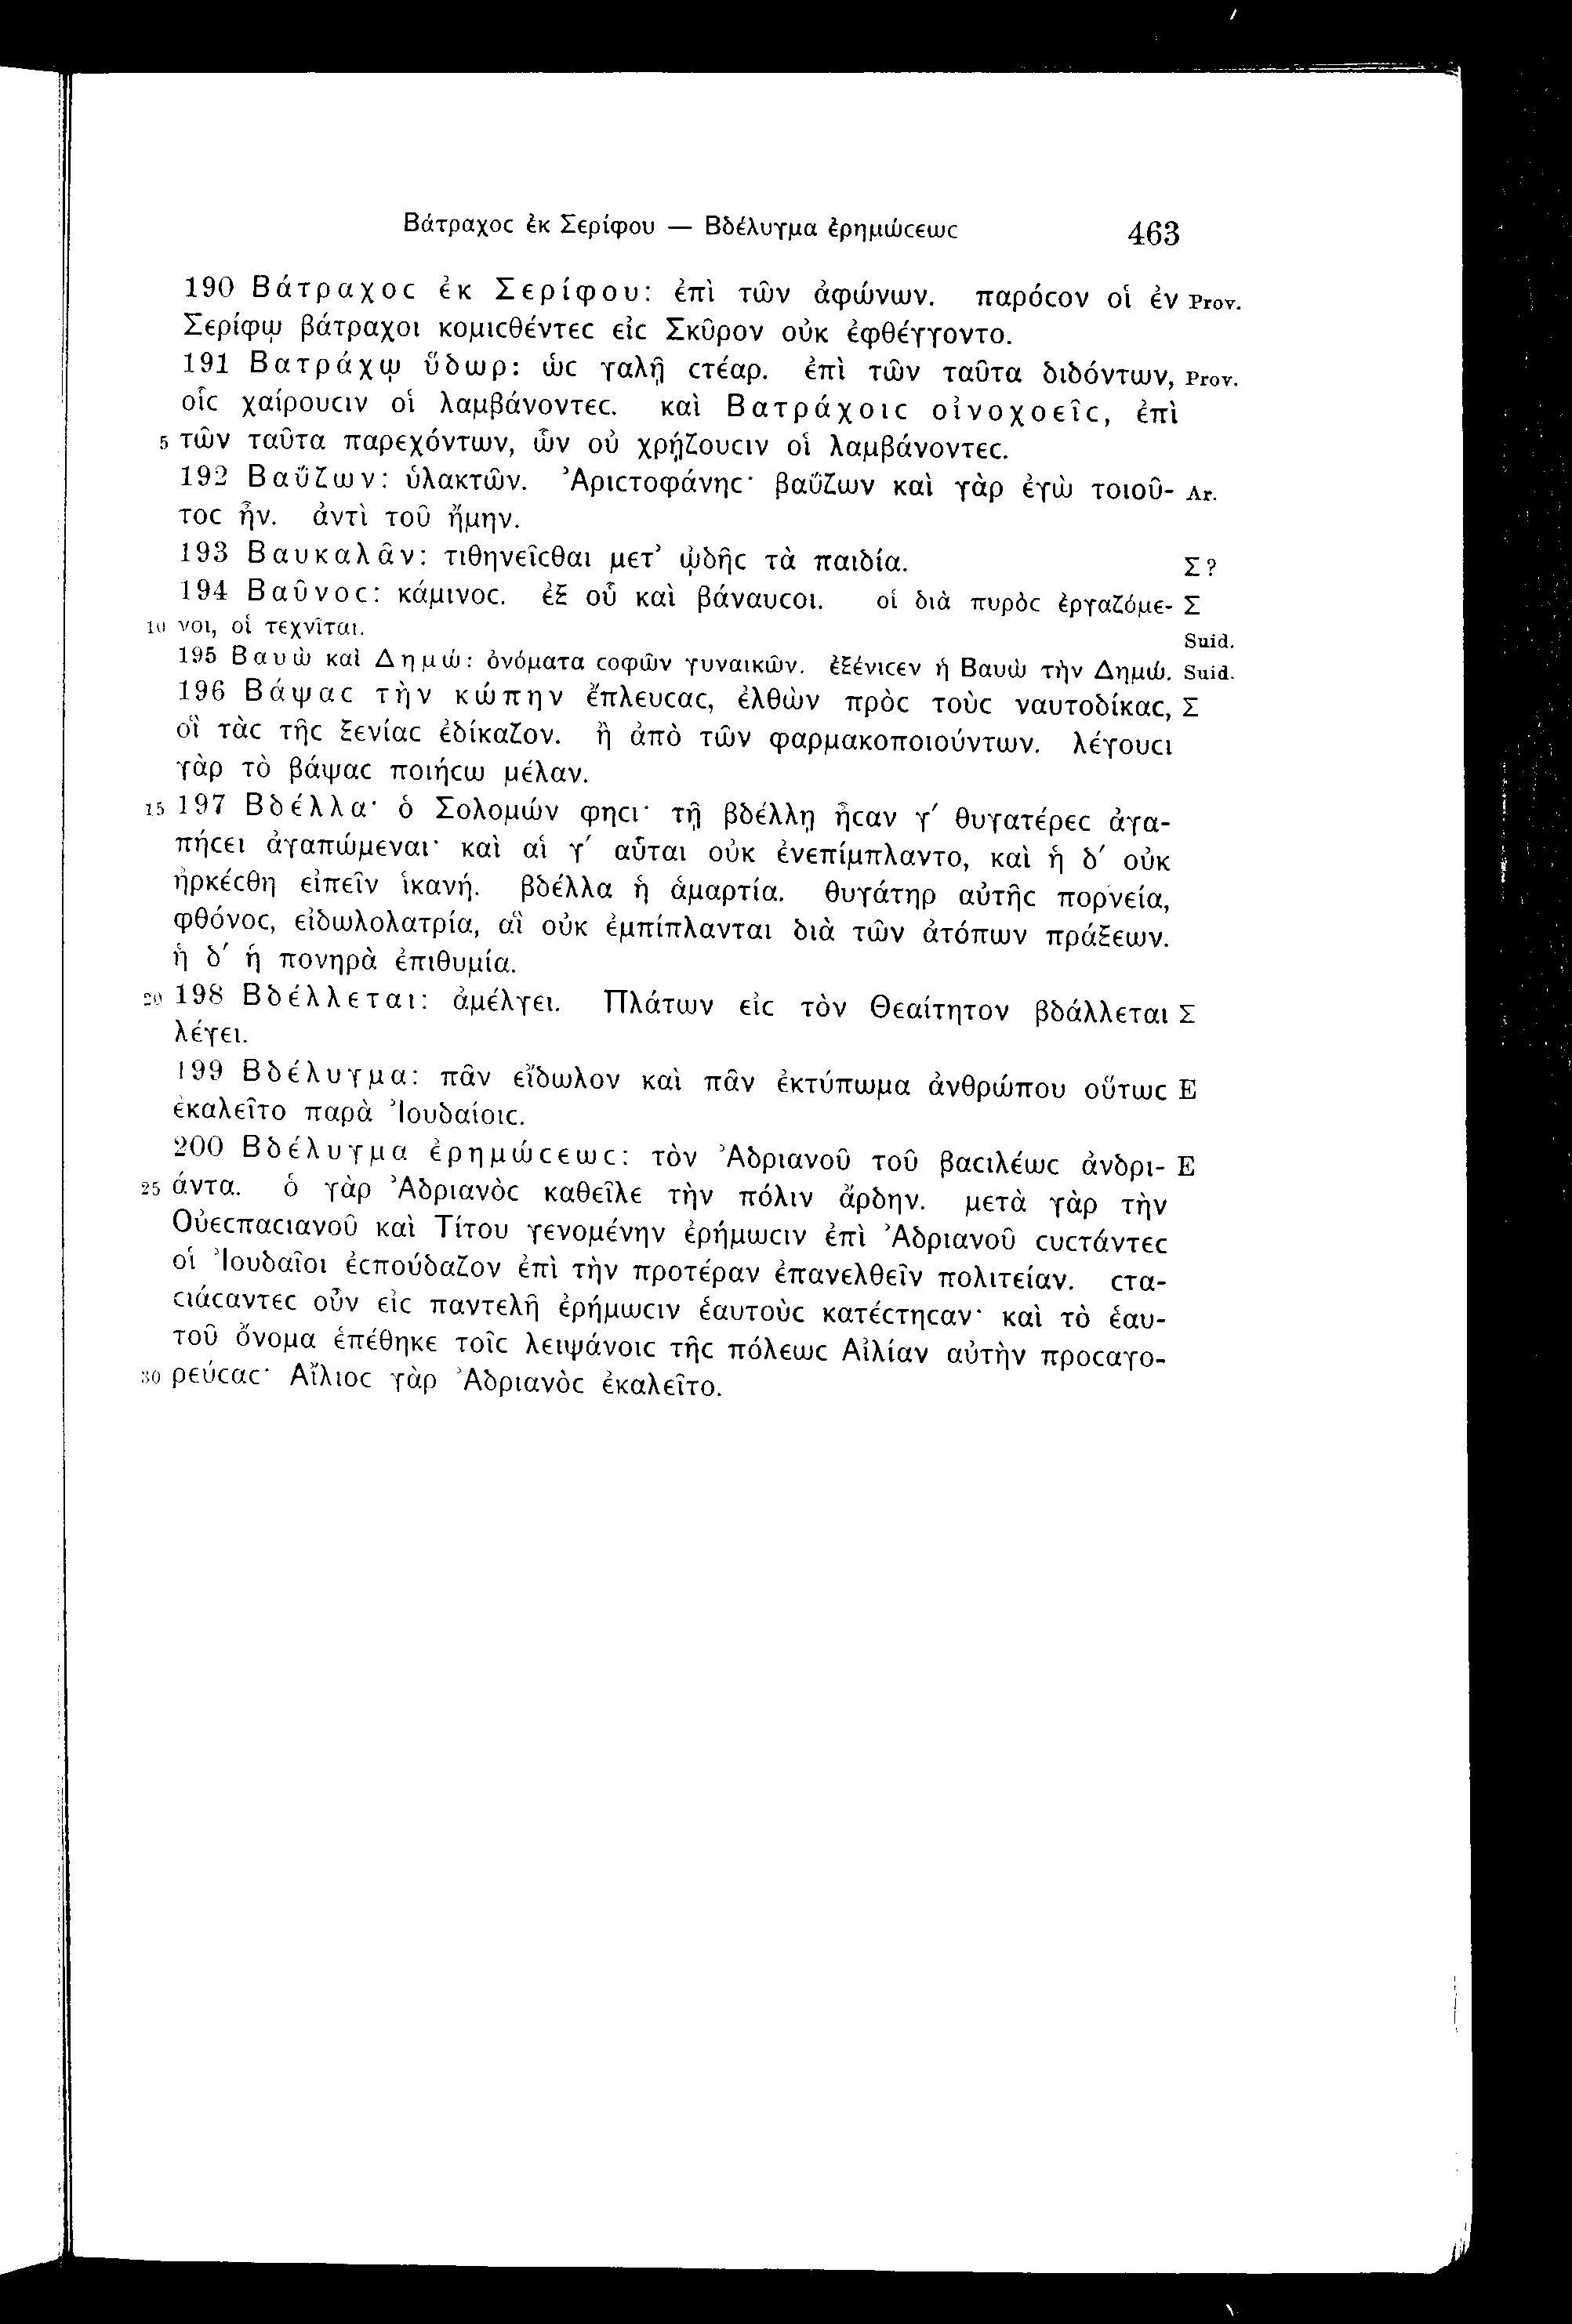 Βάτραχοϲ ἐκ Σερίφου — Βδέλυγμα ἐρημώϲεωϲ 463
190 Βάτραχοϲ ἐκ Σερίφου: ἐπὶ τῶν ἀφώνων. παρόϲον οἱ ἐν Prov.
Σερίφῳ βάτραχοι κομιϲθέντεϲ εἰϲ Σκῦρον οὐκ ἐφθέγγοντο.
191 Βατράχῳ ὕδωρ: ὡϲ γαλῇ ϲτέαρ. ἐπὶ τῶν ταῦτα διδόντων, Prov.
οἷϲ χαίρουϲιν οἱ λαμβάνοντεϲ. καὶ Βατράχοιϲ οἰνοχοεῖϲ, ἐπὶ
5 τῶν ταῦτα παρεχόντων, ὧν οὐ χρῄζουϲιν οἱ λαμβάνοντεϲ.
192 Βαΰζων: ὑλακτῶν. Ἀριϲτοφάνηϲ· βαΰζων καὶ γὰρ ἐγὼ τοιοῦ- Ar.
τοϲ ἦν. ἀντὶ τοῦ ἤμην.
193 Βαυκαλᾶν: τιθηνεῖϲθαι μετ’ ᾠδῆϲ τὰ παιδία. Σ?
194 Βαῦνοϲ: κάμινοϲ. ἐξ οὗ καὶ βάναυϲοι. οἱ διὰ πυρὸϲ ἐργαζόμε- Σ
10 νοι, οἱ τεχνῖται. Suid.
195 Βαυὼ καὶ Δημώ: ὀνόματα ϲοφῶν γυναικῶν. ἐξένιϲεν ἡ Βαυὼ τὴν Δημώ. Suid.
196 Βάψαϲ τὴν κώπην ἔπλευϲαϲ, ἐλθὼν πρὸϲ τοὺϲ ναυτοδίκαϲ, Σ
οἳ τὰϲ τῆϲ ξενίαϲ ἐδίκαζον. ἢ ἀπὸ τῶν φαρμακοποιούντων. λέγουϲι
γὰρ τὸ βάψαϲ ποιήϲω μέλαν.
15 197 Βδέλλα· ὁ Σολομών φηϲι· τῇ βδέλλῃ ἦϲαν γ′ θυγατέρεϲ ἀγα-
πήϲει ἀγαπώμεναι· καὶ αἱ γ′ αὗται οὐκ ἐνεπίμπλαντο, καὶ ἡ δ′ οὐκ
ἠρκέϲθη εἰπεῖν ἱκανή. βδέλλα ἡ ἁμαρτία. θυγάτηρ αὐτῆϲ πορνεία,
φθόνοϲ, εἰδωλολατρία, αἳ οὐκ ἐμπίπλανται διὰ τῶν ἀτόπων πράξεων.
ἡ δ′ ἡ πονηρὰ ἐπιθυμία.
20 198 Βδέλλεται: ἀμέλγει. Πλάτων εἰϲ τὸν Θεαίτητον βδάλλεται Σ
λέγει.
199 Βδέλυγμα: πᾶν εἴδωλον καὶ πᾶν ἐκτύπωμα ἀνθρώπου οὕτωϲ E
ἐκαλεῖτο παρὰ Ἰουδαίοιϲ.
200 Βδέλυγμα ἐρημώϲεωϲ: τὸν Ἀδριανοῦ τοῦ βαϲιλέωϲ ἀνδρι- E
25 άντα. ὁ γὰρ Ἀδριανὸϲ καθεῖλε τὴν πόλιν ἄρδην. μετὰ γὰρ τὴν
Οὐεϲπαϲιανοῦ καὶ Τίτου γενομένην ἐρήμωϲιν ἐπὶ Ἀδριανοῦ ϲυϲτάντεϲ
οἱ Ἰουδαῖοι ἐϲπούδαζον ἐπὶ τὴν προτέραν ἐπανελθεῖν πολιτείαν. ϲτα-
ϲιάϲαντεϲ οὖν εἰϲ παντελῆ ἐρήμωϲιν ἑαυτοὺϲ κατέϲτηϲαν· καὶ τὸ ἑαυ-
τοῦ ὄνομα ἐπέθηκε τοῖϲ λειψάνοιϲ τῆϲ πόλεωϲ Αἰλίαν αὐτὴν προϲαγο-
30 ρεύϲαϲ· Αἴλιοϲ γὰρ Ἀδριανὸϲ ἐκαλεῖτο.